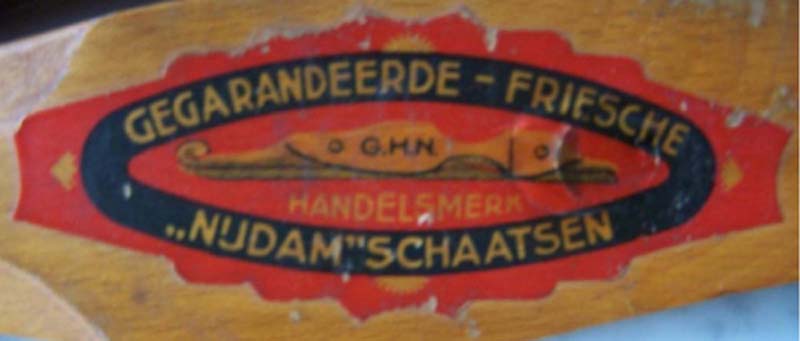 GEGARANDEERDE - FRIESCHE
G.H.N.
HANDELSMERK
„NIJDAM" SCHAATSEN